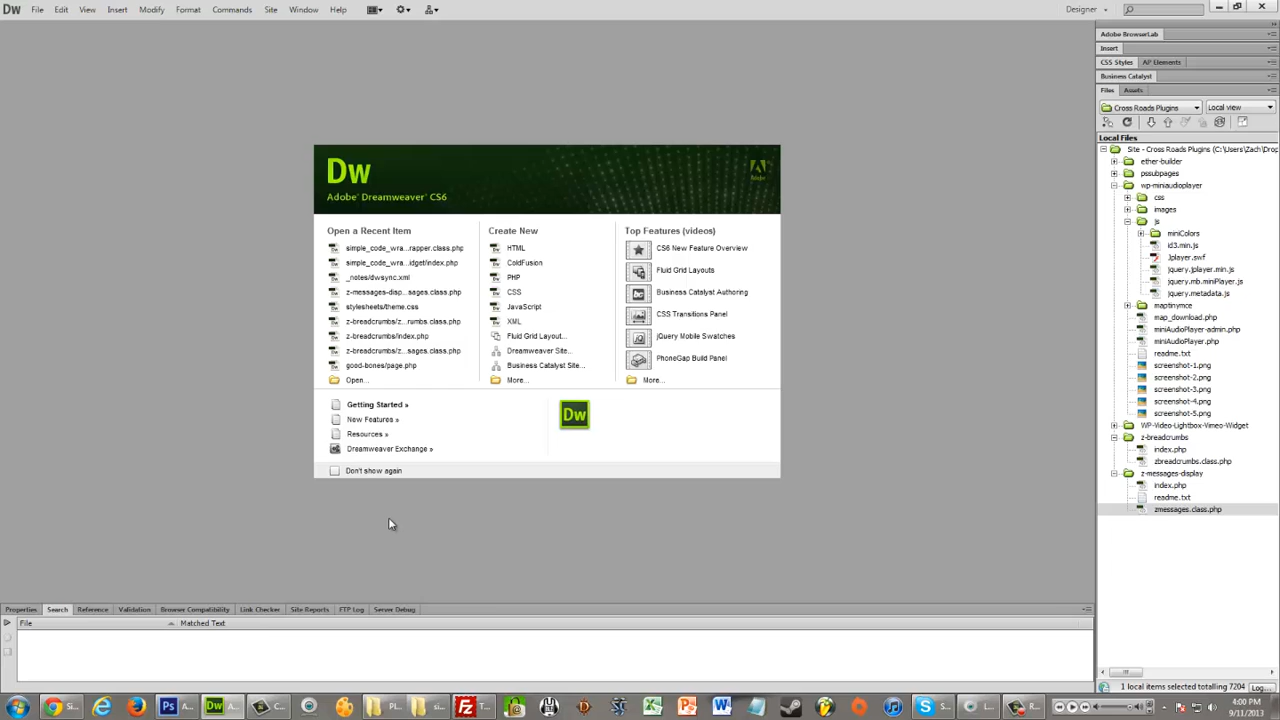 Dw File Edit View Insert Modify Format Commands Site Window Help Designer
Adobe BrowserLab
Insert
CSS Styles AP Elements
Business Catalyst
Files Assets
Cross Roads Plugins Local view
Local Files
Site - Cross Roads Plugins (C:\Users\Zach\Drop
ether-builder
pssubpages
wp-miniaudioplayer
css
images
js
miniColors
id3.min.js
Jplayer.swf
jquery.jplayer.min.js
jquery.mb.miniPlayer.js
jquery.metadata.js
maptinymce
map_download.php
miniAudioPlayer-admin.php
miniAudioPlayer.php
readme.txt
screenshot-1.png
screenshot-2.png
screenshot-3.png
screenshot-4.png
screenshot-5.png
WP-Video-Lightbox-Vimeo-Widget
z-breadcrumbs
index.php
zbreadcrumbs.class.php
z-messages-display
index.php
readme.txt
zmessages.class.php
1 local items selected totalling 7204 Log...
Dw
Adobe® Dreamweaver® CS6
Adobe
Open a Recent Item
simple_code_wra...rapper.class.php
simple_code_wra...idget/index.php
_notes/dwsync.xml
z-messages-disp...sages.class.php
stylesheets/theme.css
z-breadcrumbs/z...rumbs.class.php
z-breadcrumbs/index.php
z-breadcrumbs/z...sages.class.php
good-bones/page.php
Open...
Create New
HTML
ColdFusion
PHP
CSS
JavaScript
XML
Fluid Grid Layout...
Dreamweaver Site...
Business Catalyst Site...
More...
Top Features (videos)
CS6 New Feature Overview
Fluid Grid Layouts
Business Catalyst Authoring
CSS Transitions Panel
jQuery Mobile Swatches
PhoneGap Build Panel
More...
Getting Started »
New Features »
Resources »
Dreamweaver Exchange »
Dw
Don't show again
Properties Search Reference Validation Browser Compatibility Link Checker Site Reports FTP Log Server Debug
File Matched Text
Si... Ps A... Dw A... C... Pl... si... Fz T... S... L... R...
4:00 PM
9/11/2013